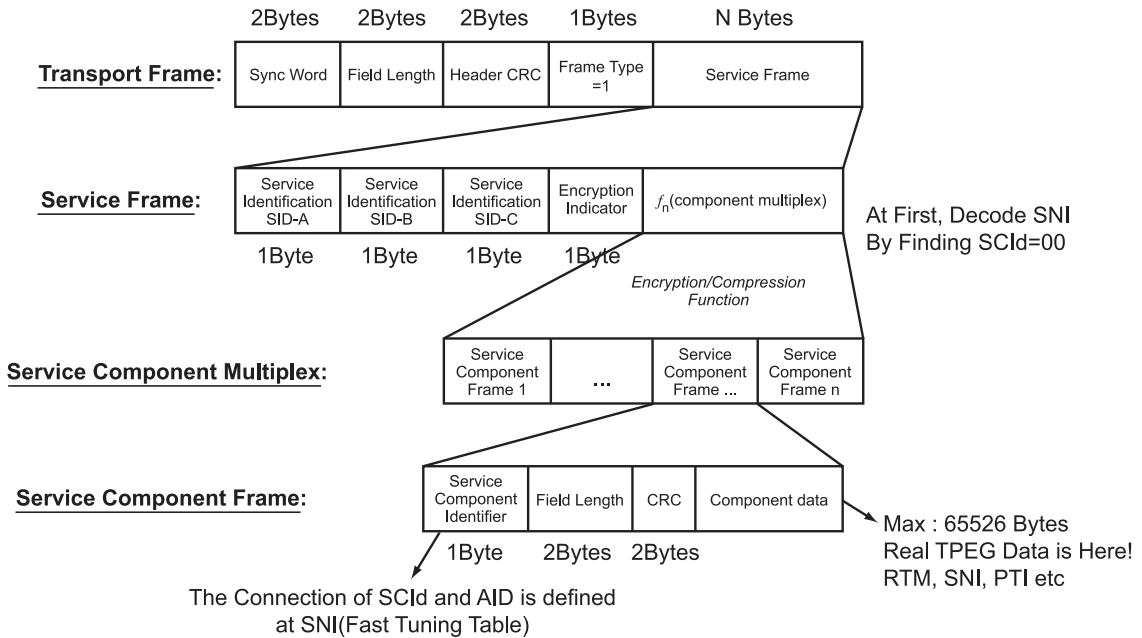 2Bytes 2Bytes 2Bytes 1Bytes N Bytes
Transport Frame:
Sync Word
Field Length
Header CRC
Frame Type
=1
Service Frame
Service Frame:
Service
Identification
SID-A
Service
Identification
SID-B
Service
Identification
SID-C
Encryption
Indicator
fn(component multiplex)
1Byte 1Byte 1Byte 1Byte
At First, Decode SNI
By Finding SCId=00
Encryption/Compression
Function
Service Component Multiplex:
Service
Component
Frame 1
...
Service
Component
Frame ...
Service
Component
Frame n
Service Component Frame:
Service
Component
Identifier
Field Length
CRC
Component data
1Byte 2Bytes 2Bytes
Max : 65526 Bytes
Real TPEG Data is Here!
RTM, SNI, PTI etc
The Connection of SCId and AID is defined
at SNI(Fast Tuning Table)